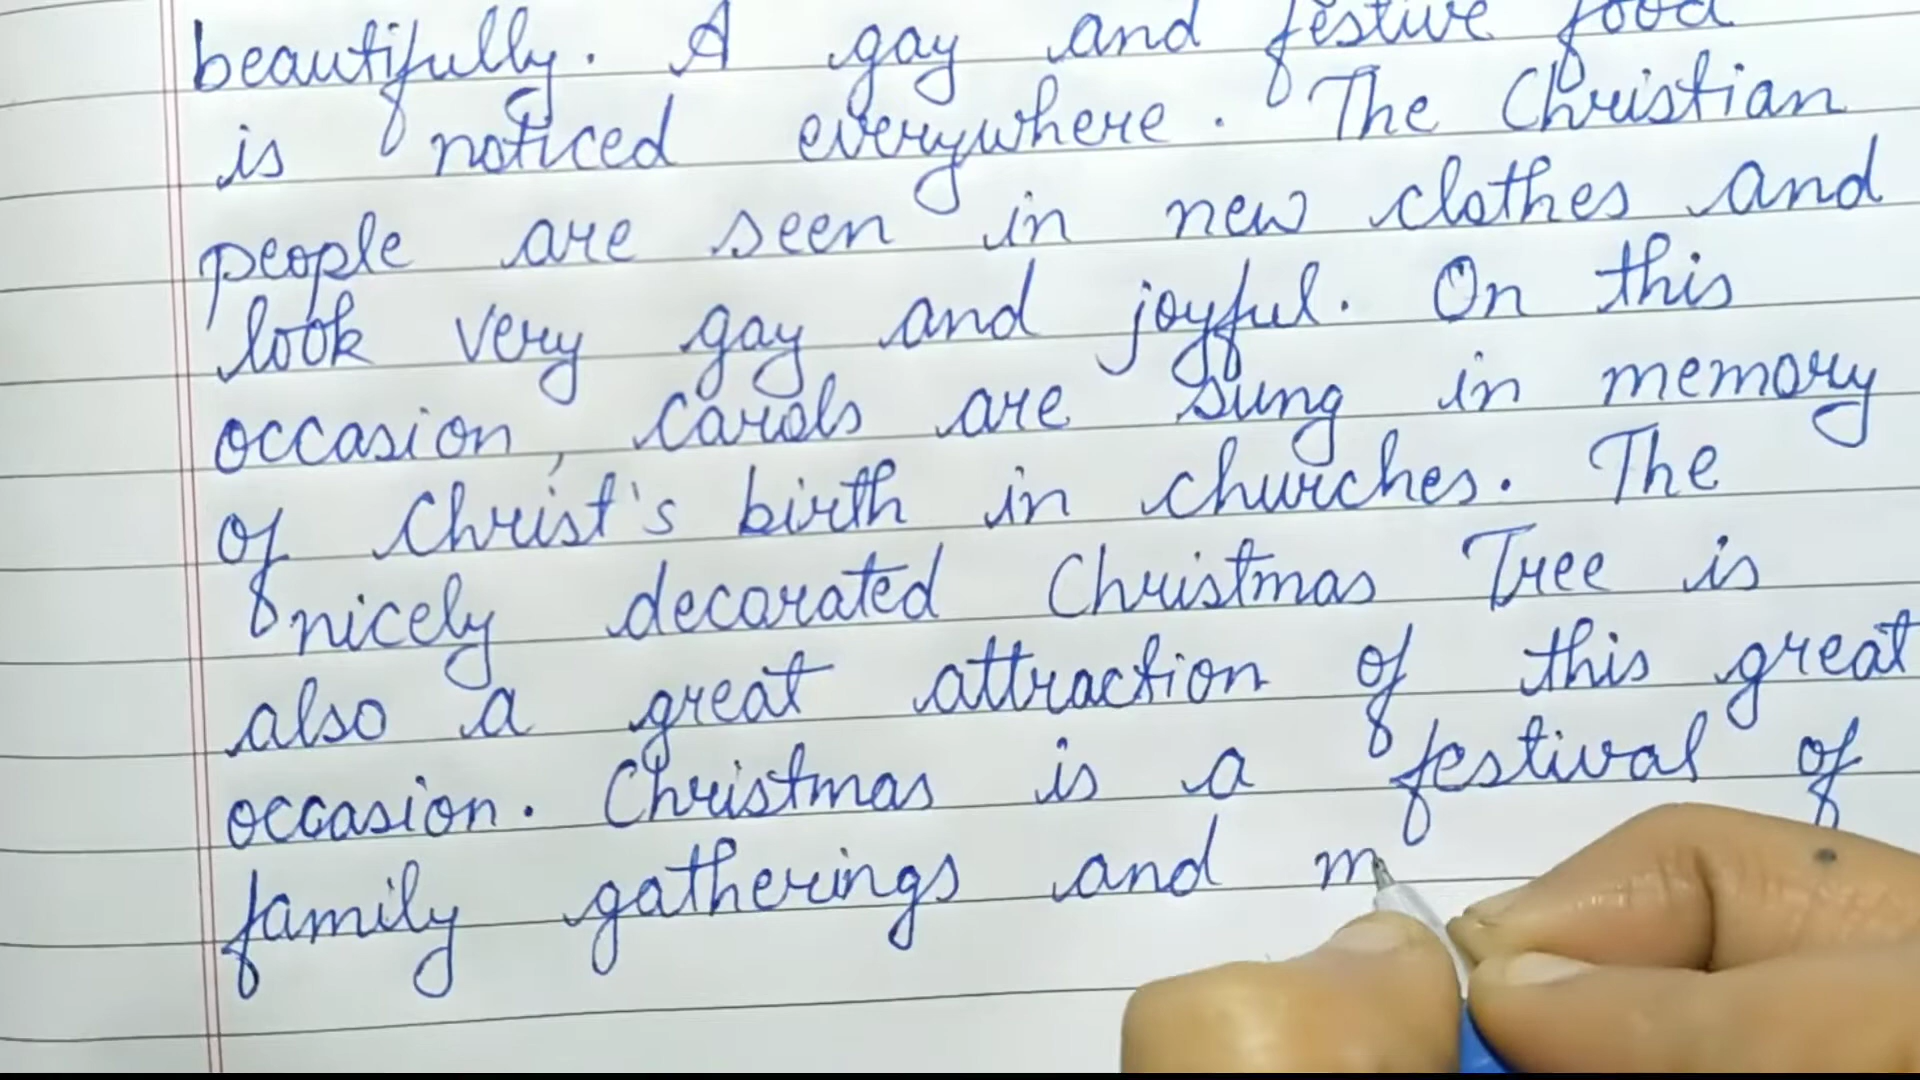 beautifully. A gay and festive food
is noticed everywhere. The Christian
people are seen in new clothes and
look very gay and joyful. On this
occasion, carols are sung in memory
of Christ's birth in churches. The
nicely decorated Christmas Tree is
also a great attraction of this great
occasion. Christmas is a festival of
family gatherings and m